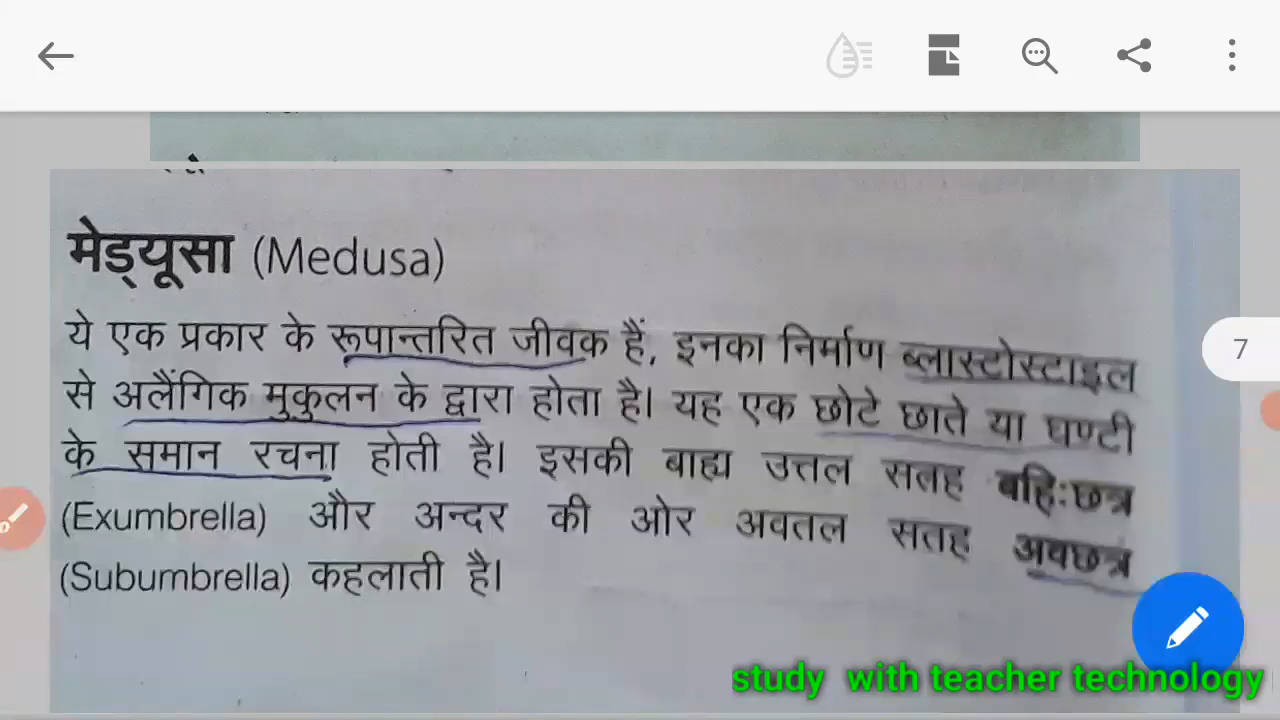 मेड्यूसा (Medusa)
ये एक प्रकार के रूपान्तरित जीवक हैं, इनका निर्माण ब्लास्टोस्टाइल
से अलैंगिक मुकुलन के द्वारा होता है। यह एक छोटे छाते या घण्टी
के समान रचना होती है। इसकी बाह्य उत्तल सतह बहिःछत्र
(Exumbrella) और अन्दर की ओर अवतल सतह अवछत्र
(Subumbrella) कहलाती है।
7
study with teacher technology